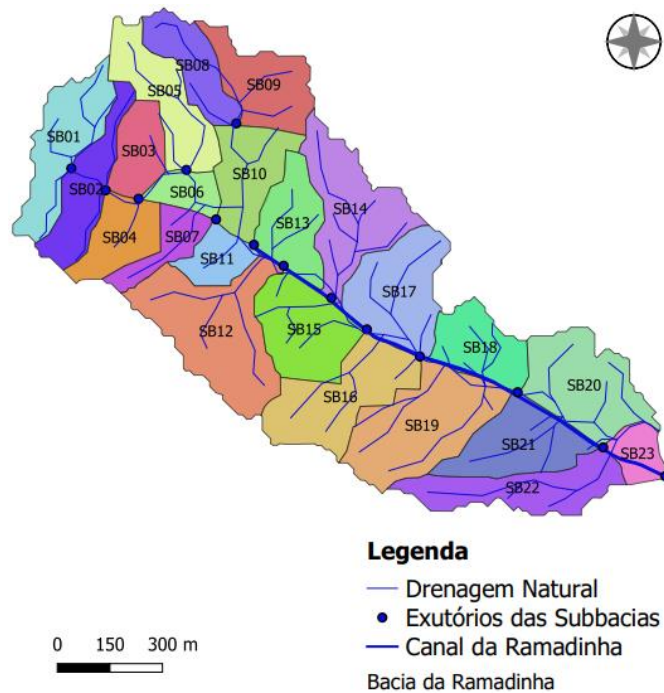 SB08
SB09
SB05
SB01
SB03
SB10
SB02
SB06
SB14
SB13
SB04
SB07
SB11
SB17
SB12
SB15
SB18
SB20
SB16
SB19
SB21
SB23
SB22
Legenda
Drenagem Natural
Exutórios das Subbacias
Canal da Ramadinha
0 150 300 m
Bacia da Ramadinha